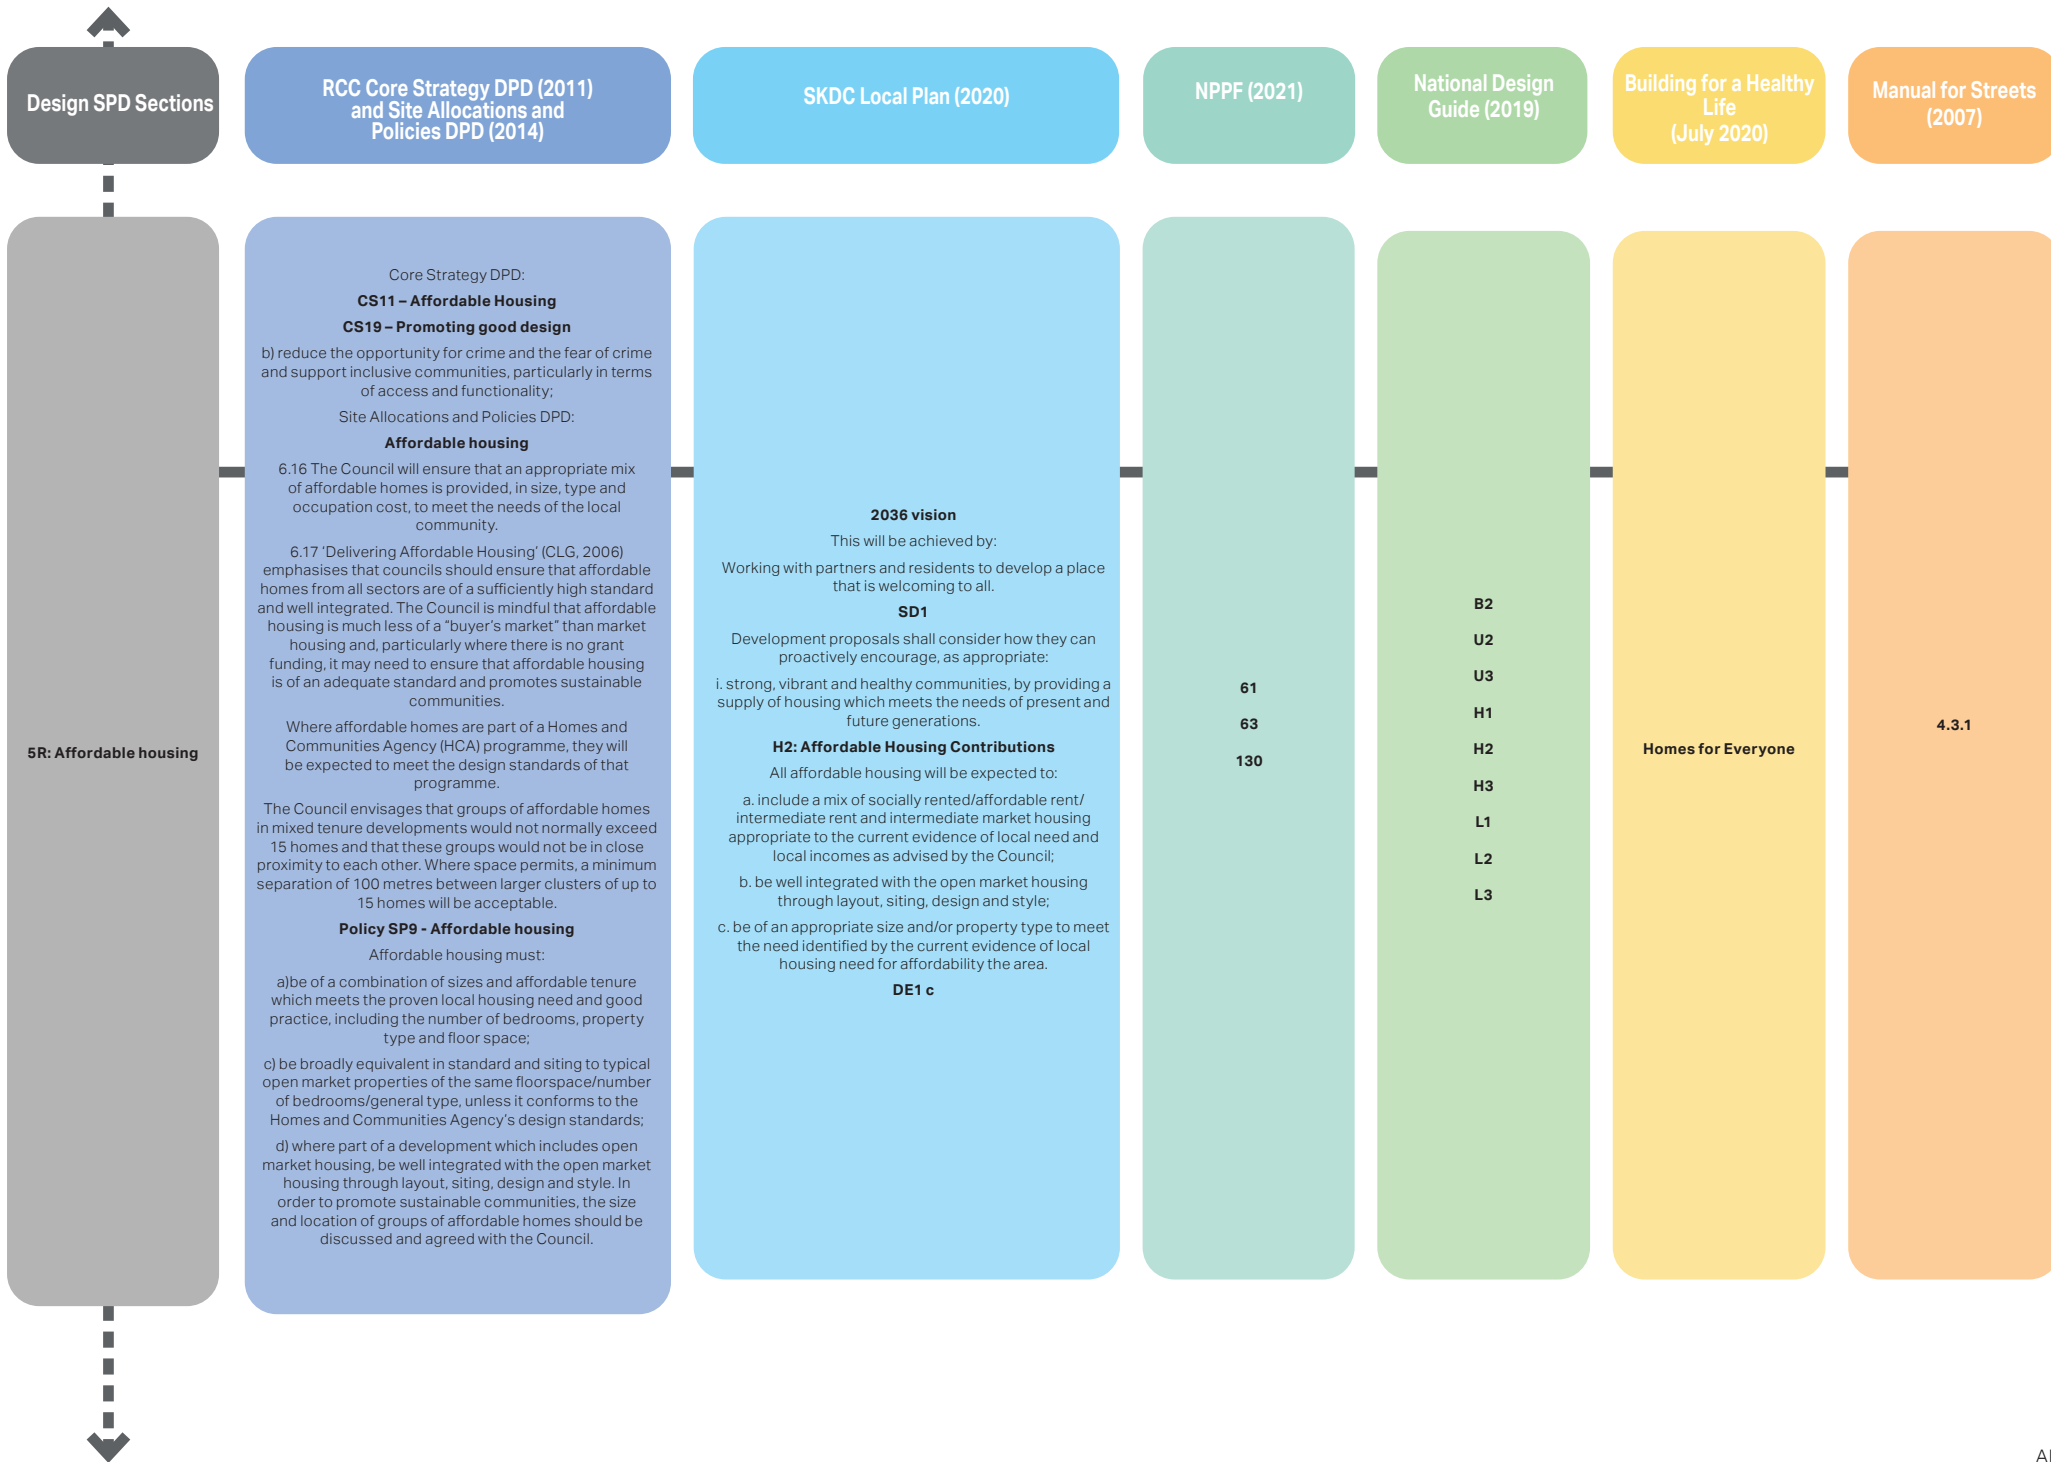 Design SPD Sections
RCC Core Strategy DPD (2011)
and Site Allocations and
Policies DPD (2014)
SKDC Local Plan (2020)
NPPF (2021)
National Design
Guide (2019)
Building for a Healthy
Life
(July 2020)
Manual for Streets
(2007)
5R: Affordable housing
Core Strategy DPD:
CS11 – Affordable Housing
CS19 – Promoting good design
b) reduce the opportunity for crime and the fear of crime
and support inclusive communities, particularly in terms
of access and functionality;
Site Allocations and Policies DPD:
Affordable housing
6.16 The Council will ensure that an appropriate mix
of affordable homes is provided, in size, type and
occupation cost, to meet the needs of the local
community.
6.17 ‘Delivering Affordable Housing’ (CLG, 2006)
emphasises that councils should ensure that affordable
homes from all sectors are of a sufficiently high standard
and well integrated. The Council is mindful that affordable
housing is much less of a “buyer’s market” than market
housing and, particularly where there is no grant
funding, it may need to ensure that affordable housing
is of an adequate standard and promotes sustainable
communities.
Where affordable homes are part of a Homes and
Communities Agency (HCA) programme, they will
be expected to meet the design standards of that
programme.
The Council envisages that groups of affordable homes
in mixed tenure developments would not normally exceed
15 homes and that these groups would not be in close
proximity to each other. Where space permits, a minimum
separation of 100 metres between larger clusters of up to
15 homes will be acceptable.
Policy SP9 - Affordable housing
Affordable housing must:
a)be of a combination of sizes and affordable tenure
which meets the proven local housing need and good
practice, including the number of bedrooms, property
type and floor space;
c) be broadly equivalent in standard and siting to typical
open market properties of the same floorspace/number
of bedrooms/general type, unless it conforms to the
Homes and Communities Agency’s design standards;
d) where part of a development which includes open
market housing, be well integrated with the open market
housing through layout, siting, design and style. In
order to promote sustainable communities, the size
and location of groups of affordable homes should be
discussed and agreed with the Council.
2036 vision
This will be achieved by:
Working with partners and residents to develop a place
that is welcoming to all.
SD1
Development proposals shall consider how they can
proactively encourage, as appropriate:
i. strong, vibrant and healthy communities, by providing a
supply of housing which meets the needs of present and
future generations.
H2: Affordable Housing Contributions
All affordable housing will be expected to:
a. include a mix of socially rented/affordable rent/
intermediate rent and intermediate market housing
appropriate to the current evidence of local need and
local incomes as advised by the Council;
b. be well integrated with the open market housing
through layout, siting, design and style;
c. be of an appropriate size and/or property type to meet
the need identified by the current evidence of local
housing need for affordability the area.
DE1 c
61
63
130
B2
U2
U3
H1
H2
H3
L1
L2
L3
Homes for Everyone
4.3.1